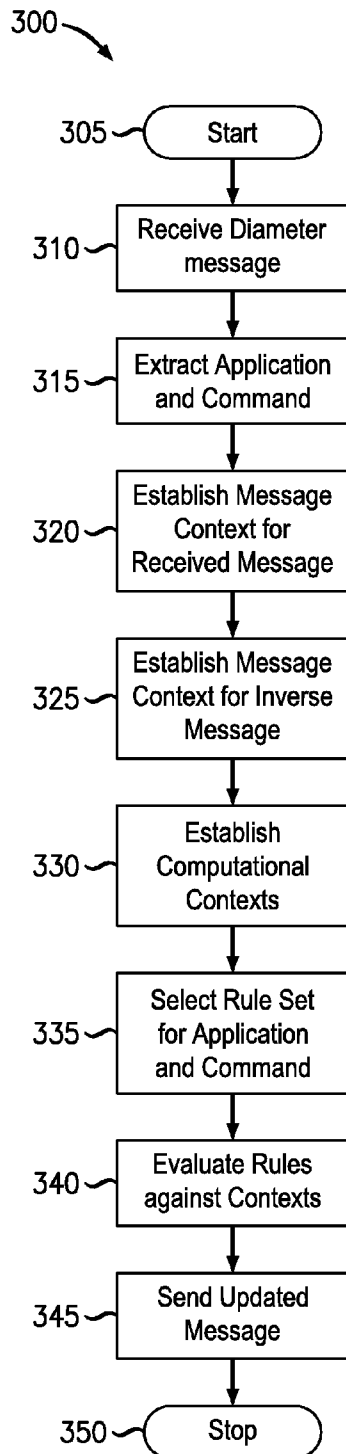 300
305
Start
310
Receive Diameter
message
315
Extract Application
and Command
320
Establish Message
Context for
Received Message
325
Establish Message
Context for Inverse
Message
330
Establish
Computational
Contexts
335
Select Rule Set
for Application
and Command
340
Evaluate Rules
against Contexts
345
Send Updated
Message
350
Stop